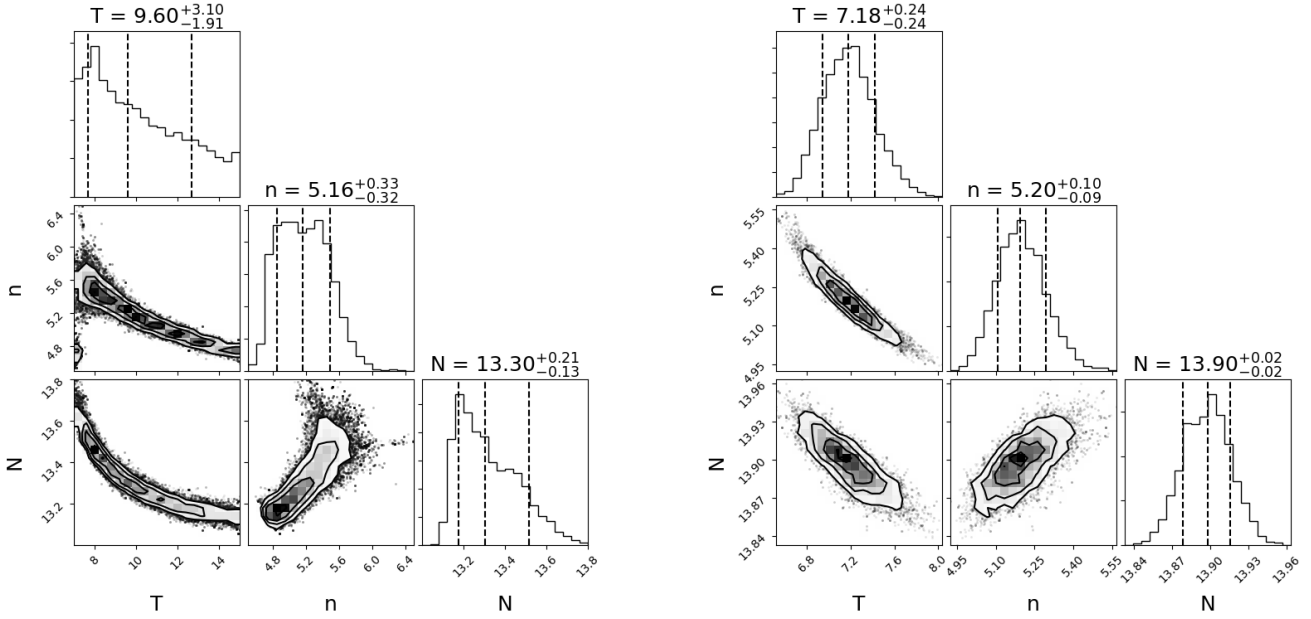 T = 9.60+3.10−1.91
n = 5.16+0.33−0.32
N = 13.30+0.21−0.13
n
6.4
6.0
5.6
5.2
4.8
N
13.8
13.6
13.4
13.2
8 10 12 14
4.8 5.2 5.6 6.0 6.4
13.2 13.4 13.6 13.8
T n N
T = 7.18+0.24−0.24
n = 5.20+0.10−0.09
N = 13.90+0.02−0.02
n
5.55
5.40
5.25
5.10
4.95
N
13.96
13.93
13.90
13.87
13.84
6.8 7.2 7.6 8.0
4.95 5.10 5.25 5.40 5.55
13.84 13.87 13.90 13.93 13.96
T n N